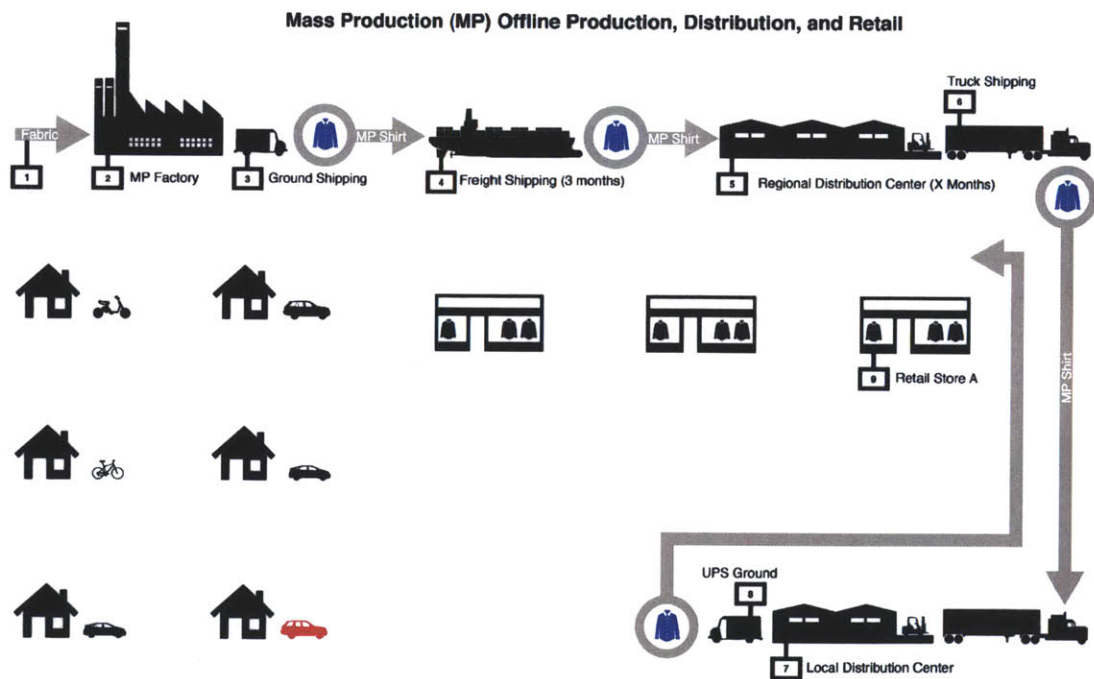 Mass Production (MP) Offline Production, Distribution, and Retail
Truck Shipping
6
Fabric
MP Shirt
MP Shirt
1
2
MP Factory
3
Ground Shipping
4
Freight Shipping (3 months)
5
Regional Distribution Center (X Months)
9
Retail Store A
MP Shirt
UPS Ground
8
7
Local Distribution Center